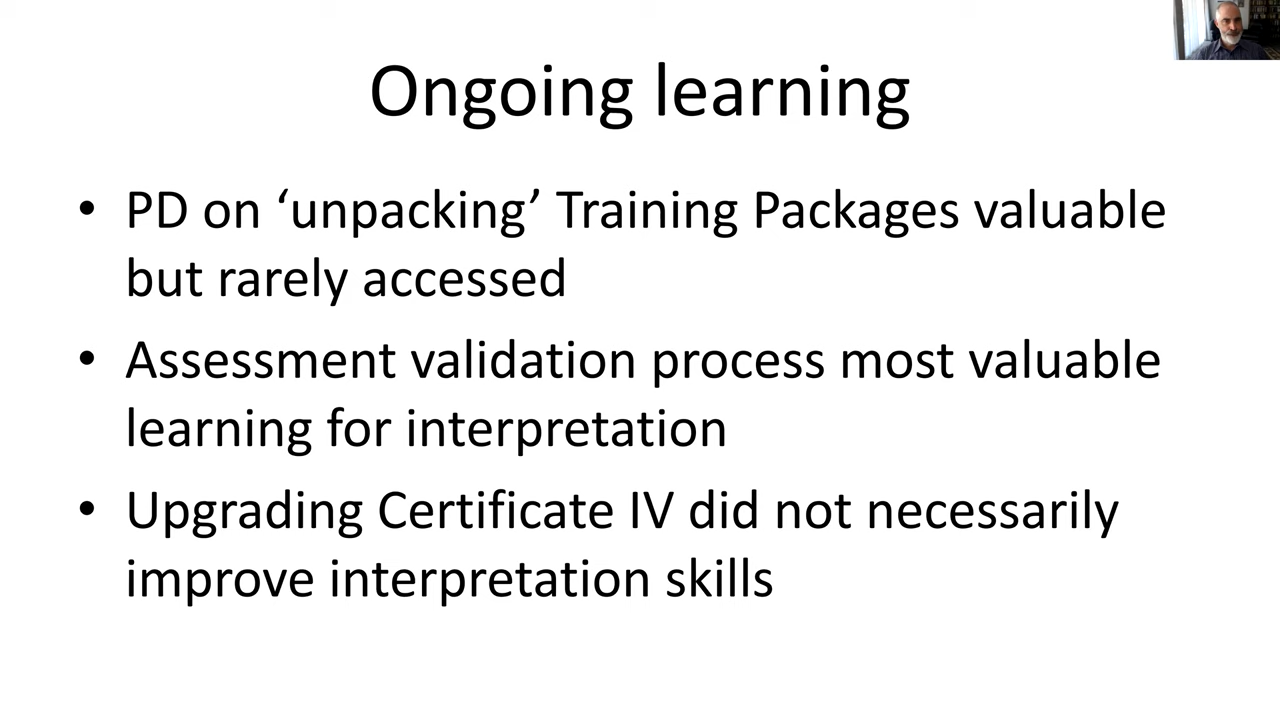 Ongoing learning
• PD on ‘unpacking’ Training Packages valuable
but rarely accessed
• Assessment validation process most valuable
learning for interpretation
• Upgrading Certificate IV did not necessarily
improve interpretation skills